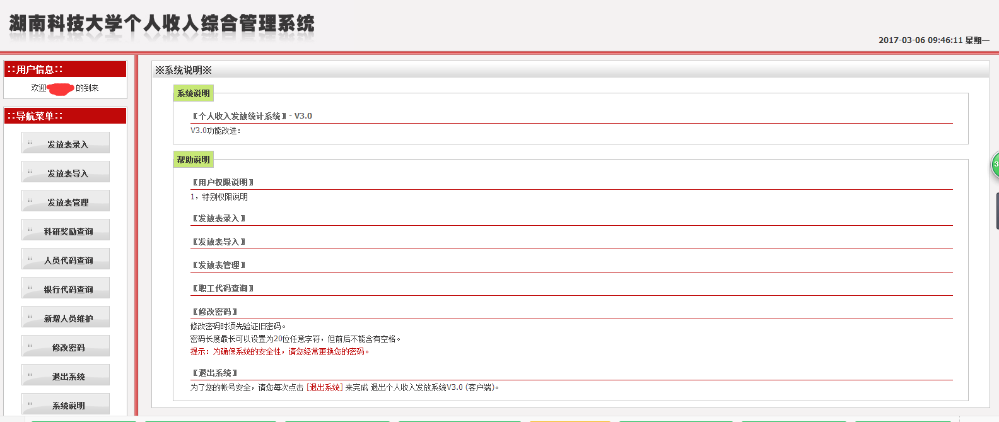 湖南科技大学个人收入综合管理系统
2017-03-06 09:46:11 星期一
::用户信息::
欢迎 的到来
::导航菜单::
发放表录入
发放表导入
发放表管理
科研奖励查询
人员代码查询
银行代码查询
新增人员维护
修改密码
退出系统
系统说明
※系统说明※
系统说明
〖个人收入发放统计系统〗- V3.0
V3.0功能改进：
帮助说明
〖用户权限说明〗
1，特别权限说明
〖发放表录入〗
〖发放表导入〗
〖发放表管理〗
〖职工代码查询〗
〖修改密码〗
修改密码时须先验证旧密码。
密码长度最长可以设置为20位任意字符，但前后不能含有空格。
提示：为确保系统的安全性，请您经常更换您的密码。
〖退出系统〗
为了您的帐号安全，请您每次点击 [退出系统] 来完成 退出个人收入发放系统V3.0 (客户端)。